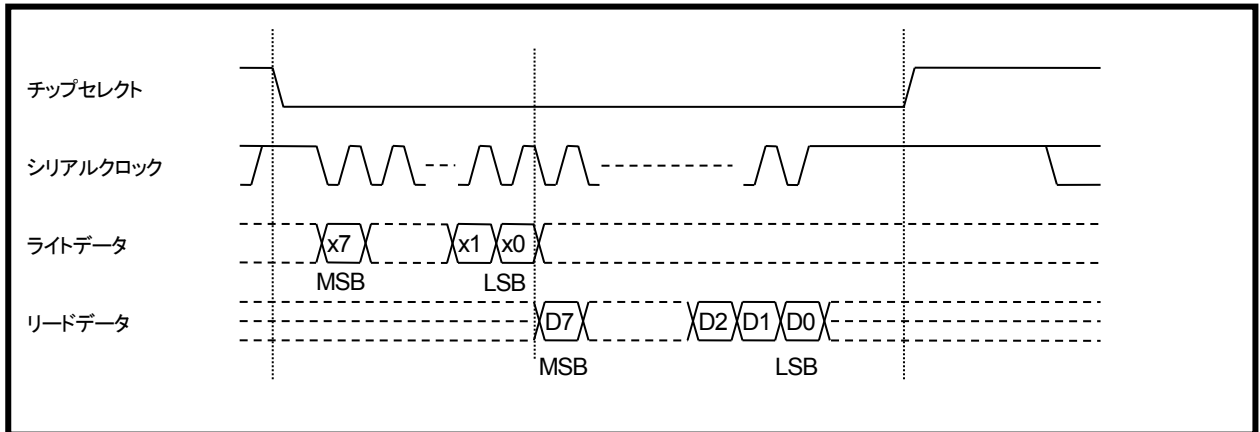 チップセレクト
シリアルクロック
ライトデータ
x7
x1
x0
MSB
LSB
リードデータ
D7
D2
D1
D0
MSB
LSB